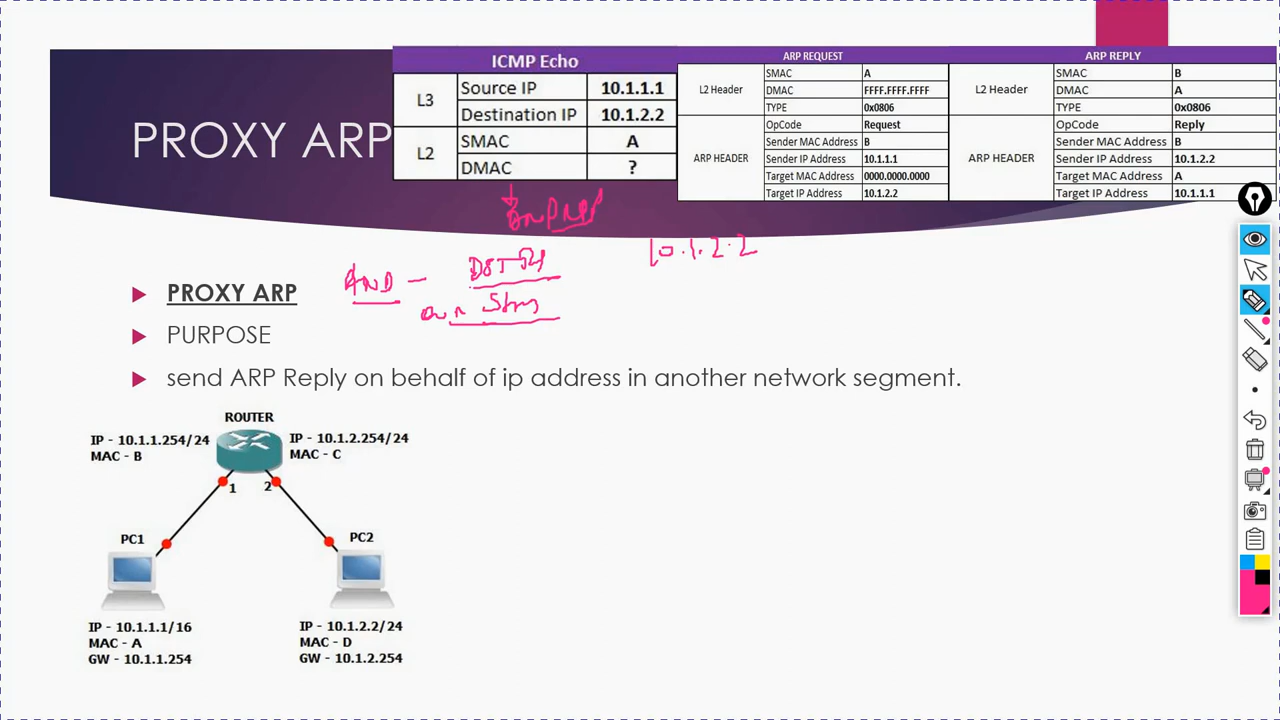 PROXY ARP
ICMP Echo
L3 Source IP 10.1.1.1
Destination IP 10.1.2.2
L2 SMAC A
DMAC ?
ARP REQUEST
L2 Header SMAC A
DMAC FFFF.FFFF.FFFF
TYPE 0x0806
ARP HEADER OpCode Request
Sender MAC Address B
Sender IP Address 10.1.1.1
Target MAC Address 0000.0000.0000
Target IP Address 10.1.2.2
ARP REPLY
L2 Header SMAC B
DMAC A
TYPE 0x0806
ARP HEADER OpCode Reply
Sender MAC Address B
Sender IP Address 10.1.2.2
Target MAC Address A
Target IP Address 10.1.1.1
10.1.2.2
AND -
PROXY ARP
PURPOSE
send ARP Reply on behalf of ip address in another network segment.
ROUTER
IP - 10.1.1.254/24
MAC - B
IP - 10.1.2.254/24
MAC - C
1 2
PC1
IP - 10.1.1.1/16
MAC - A
GW - 10.1.1.254
PC2
IP - 10.1.2.2/24
MAC - D
GW - 10.1.2.254